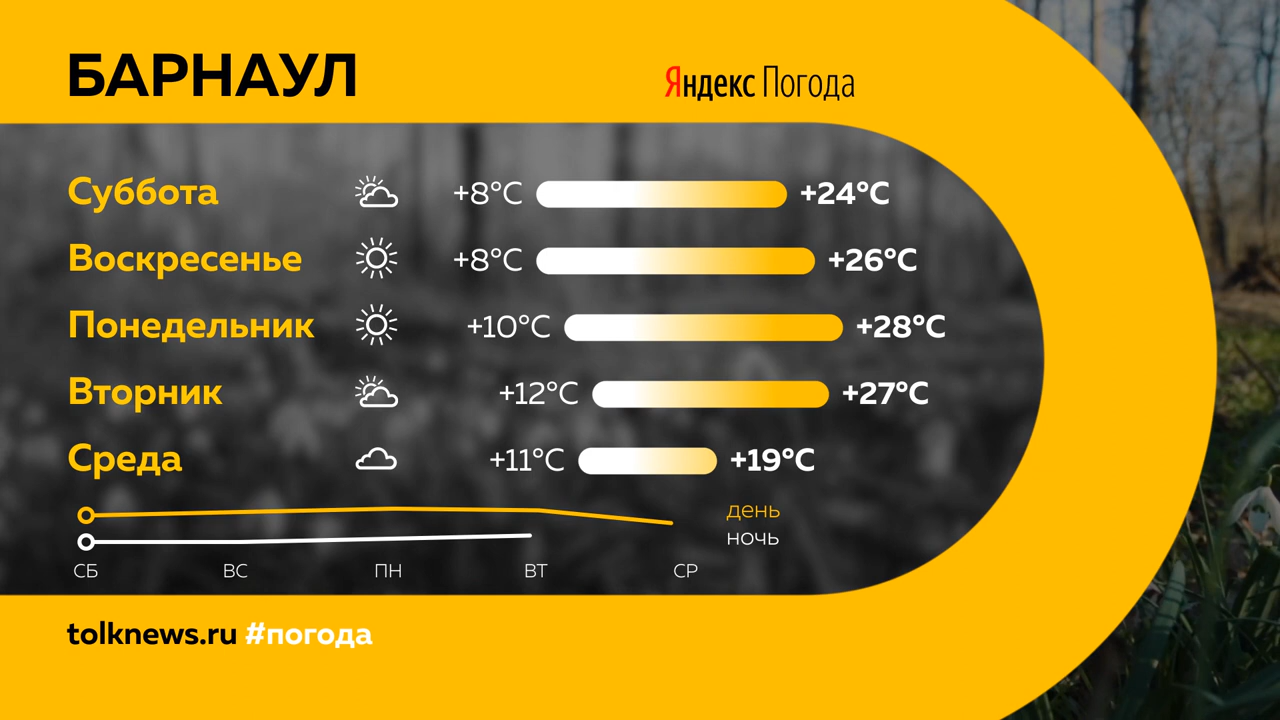 БАРНАУЛ
Яндекс Погода
Суббота +8°C +24°C
Воскресенье +8°C +26°C
Понедельник +10°C +28°C
Вторник +12°C +27°C
Среда +11°C +19°C
день
ночь
СБ ВС ПН ВТ СР
tolknews.ru #погода